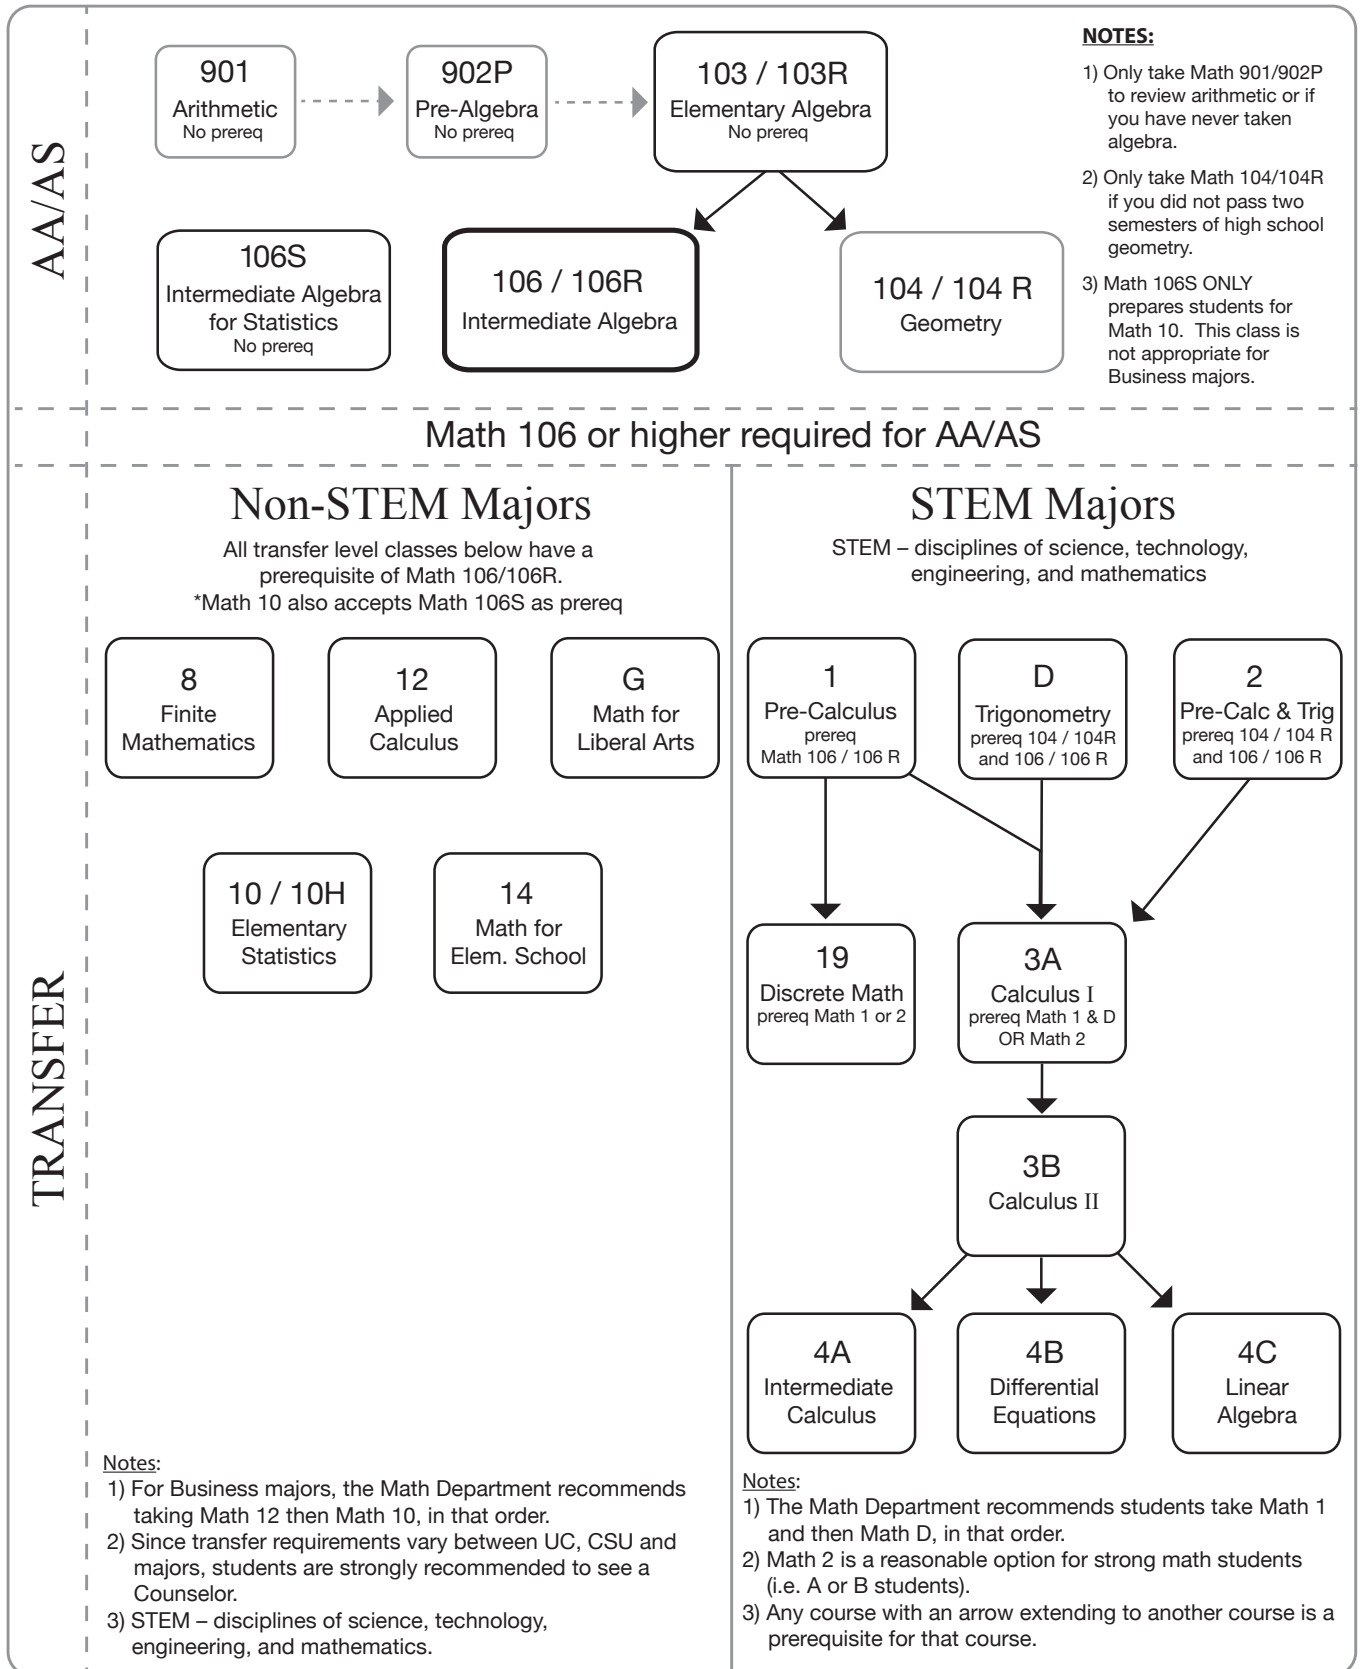 AA/AS
901
Arithmetic
No prereq
902P
Pre-Algebra
No prereq
103 / 103R
Elementary Algebra
No prereq
106S
Intermediate Algebra
for Statistics
No prereq
106 / 106R
Intermediate Algebra
104 / 104 R
Geometry
NOTES:
1) Only take Math 901/902P
to review arithmetic or if
you have never taken
algebra.
2) Only take Math 104/104R
if you did not pass two
semesters of high school
geometry.
3) Math 106S ONLY
prepares students for
Math 10. This class is
not appropriate for
Business majors.
Math 106 or higher required for AA/AS
TRANSFER
Non-STEM Majors
All transfer level classes below have a
prerequisite of Math 106/106R.
*Math 10 also accepts Math 106S as prereq
8
Finite
Mathematics
12
Applied
Calculus
G
Math for
Liberal Arts
10 / 10H
Elementary
Statistics
14
Math for
Elem. School
Notes:
1) For Business majors, the Math Department recommends
taking Math 12 then Math 10, in that order.
2) Since transfer requirements vary between UC, CSU and
majors, students are strongly recommended to see a
Counselor.
3) STEM – disciplines of science, technology,
engineering, and mathematics.
STEM Majors
STEM – disciplines of science, technology,
engineering, and mathematics
1
Pre-Calculus
prereq
Math 106 / 106 R
D
Trigonometry
prereq 104 / 104R
and 106 / 106 R
2
Pre-Calc & Trig
prereq 104 / 104 R
and 106 / 106 R
19
Discrete Math
prereq Math 1 or 2
3A
Calculus I
prereq Math 1 & D
OR Math 2
3B
Calculus II
4A
Intermediate
Calculus
4B
Differential
Equations
4C
Linear
Algebra
Notes:
1) The Math Department recommends students take Math 1
and then Math D, in that order.
2) Math 2 is a reasonable option for strong math students
(i.e. A or B students).
3) Any course with an arrow extending to another course is a
prerequisite for that course.